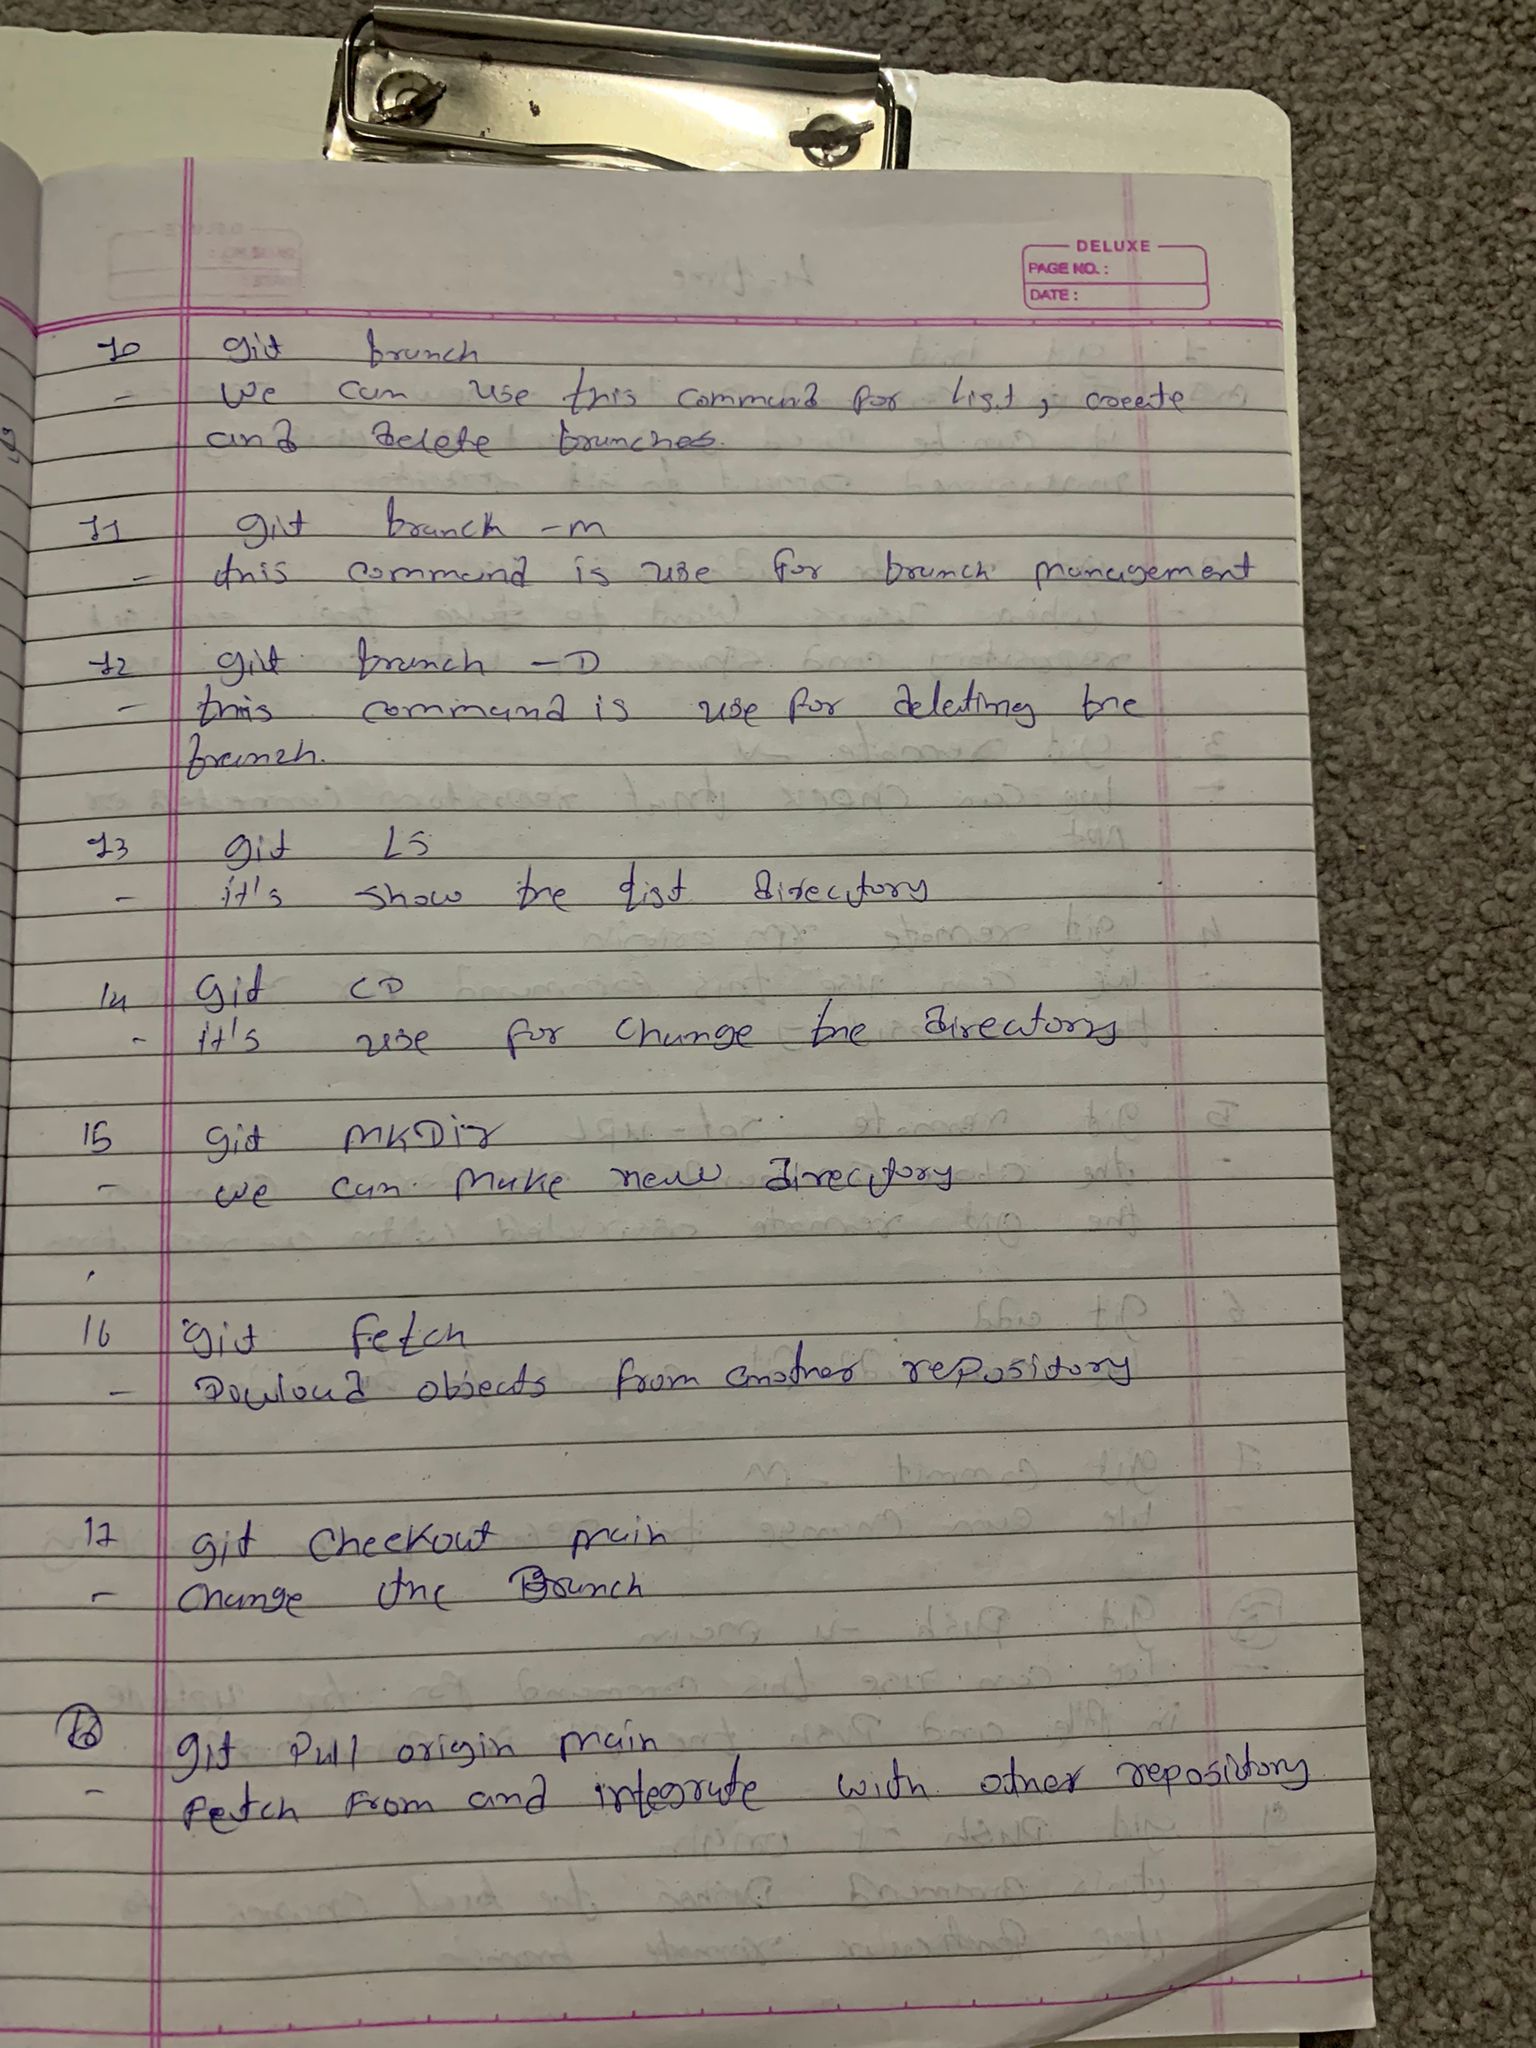 DELUXE
PAGE NO. :
DATE :
10 git branch
- We can use this command for list, create
and delete branches.
11 git branch -m
- this command is use for branch management
12 git branch -D
- this command is use for deleting the
branch.
13 git LS
- it's show the list directory
14 git CD
- it's use for change the directory
15 git MKDir
- we can make new directory
16 git fetch
- Dowload objects from another repository
17 git Checkout main
- Change the Branch
18 git Pull origin main
- Fetch from and integrate with other repository